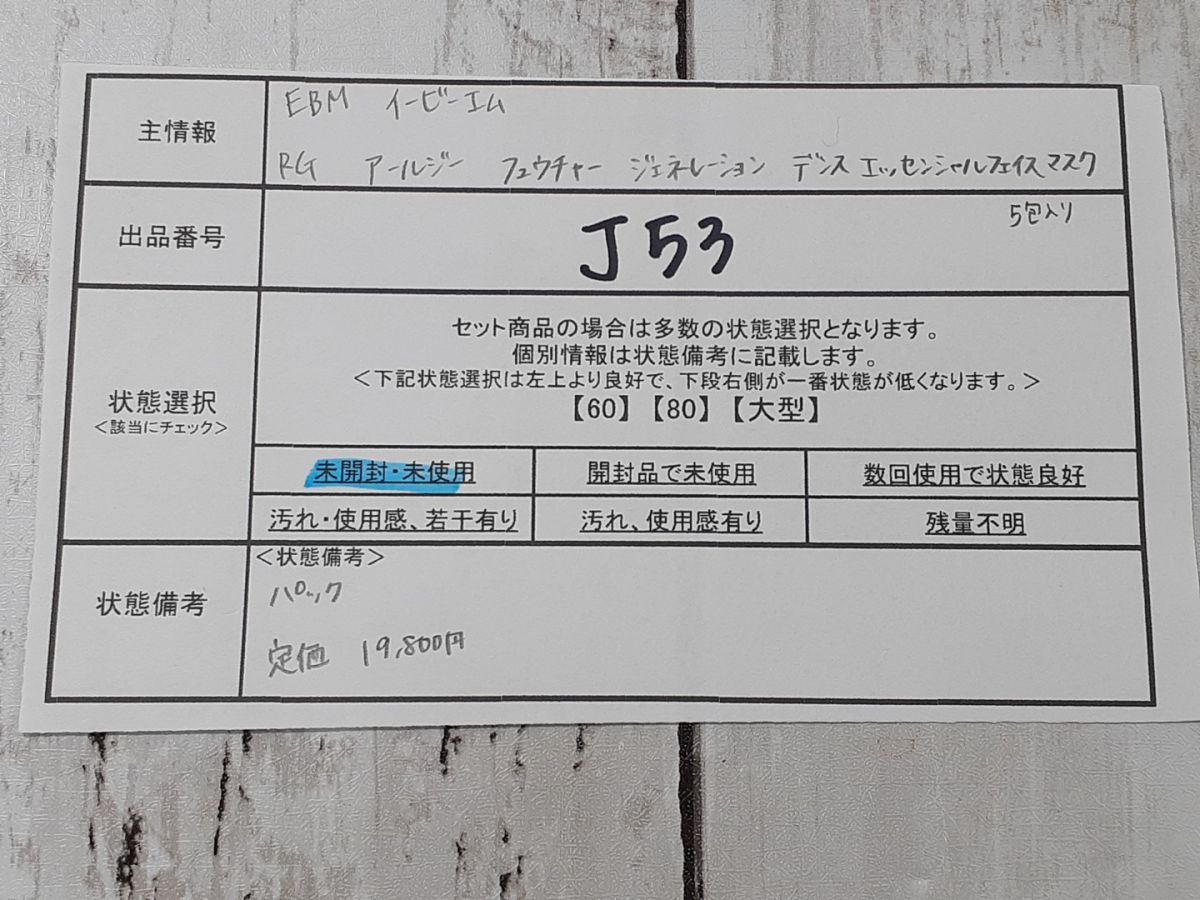 主情報
EBM イービーエム
RG アールジー フュウチャー ジェネレーション デンス エッセンシャルフェイスマスク
5包入り
出品番号
J53
状態選択
＜該当にチェック＞
セット商品の場合は多数の状態選択となります。
個別情報は状態備考に記載します。
＜下記状態選択は左上より良好で、下段右側が一番状態が低くなります。＞
【60】【80】【大型】
未開封・未使用 開封品で未使用 数回使用で状態良好
汚れ・使用感、若干有り 汚れ、使用感有り 残量不明
状態備考
＜状態備考＞
パック
定価 19,800円